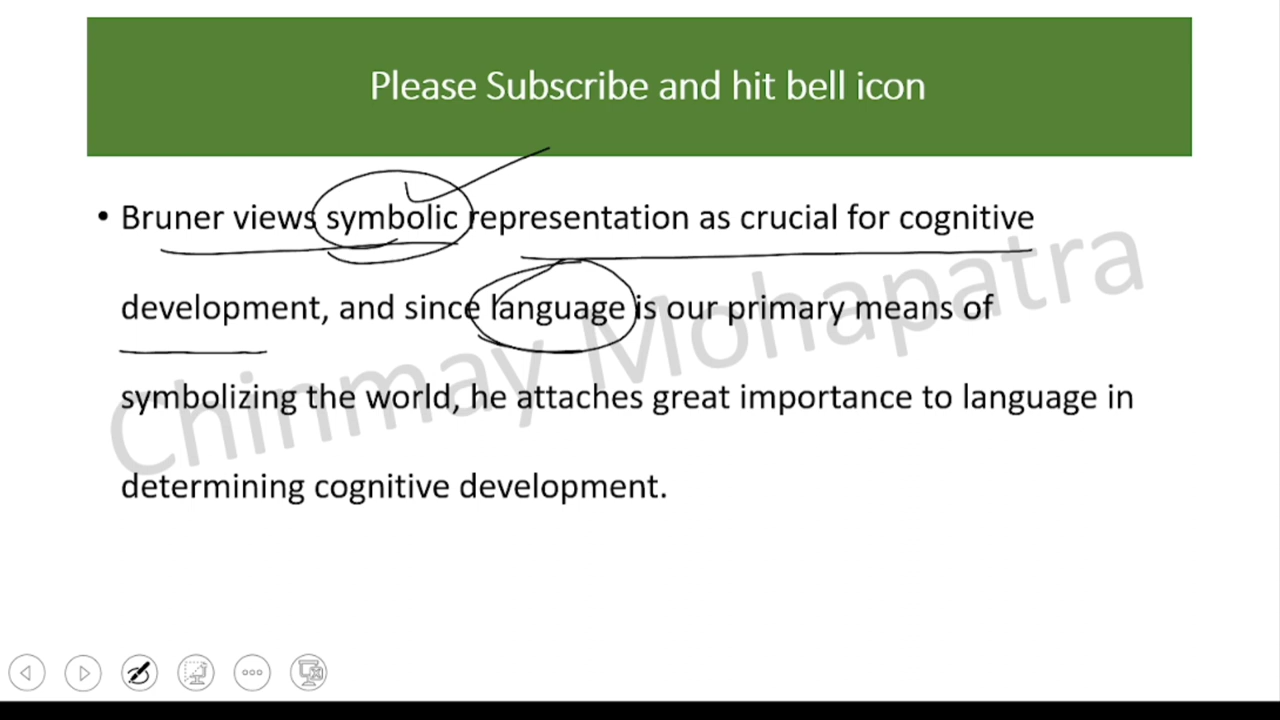 Please Subscribe and hit bell icon
• Bruner views symbolic representation as crucial for cognitive
development, and since language is our primary means of
symbolizing the world, he attaches great importance to language in
determining cognitive development.
Chinmay Mohapatra